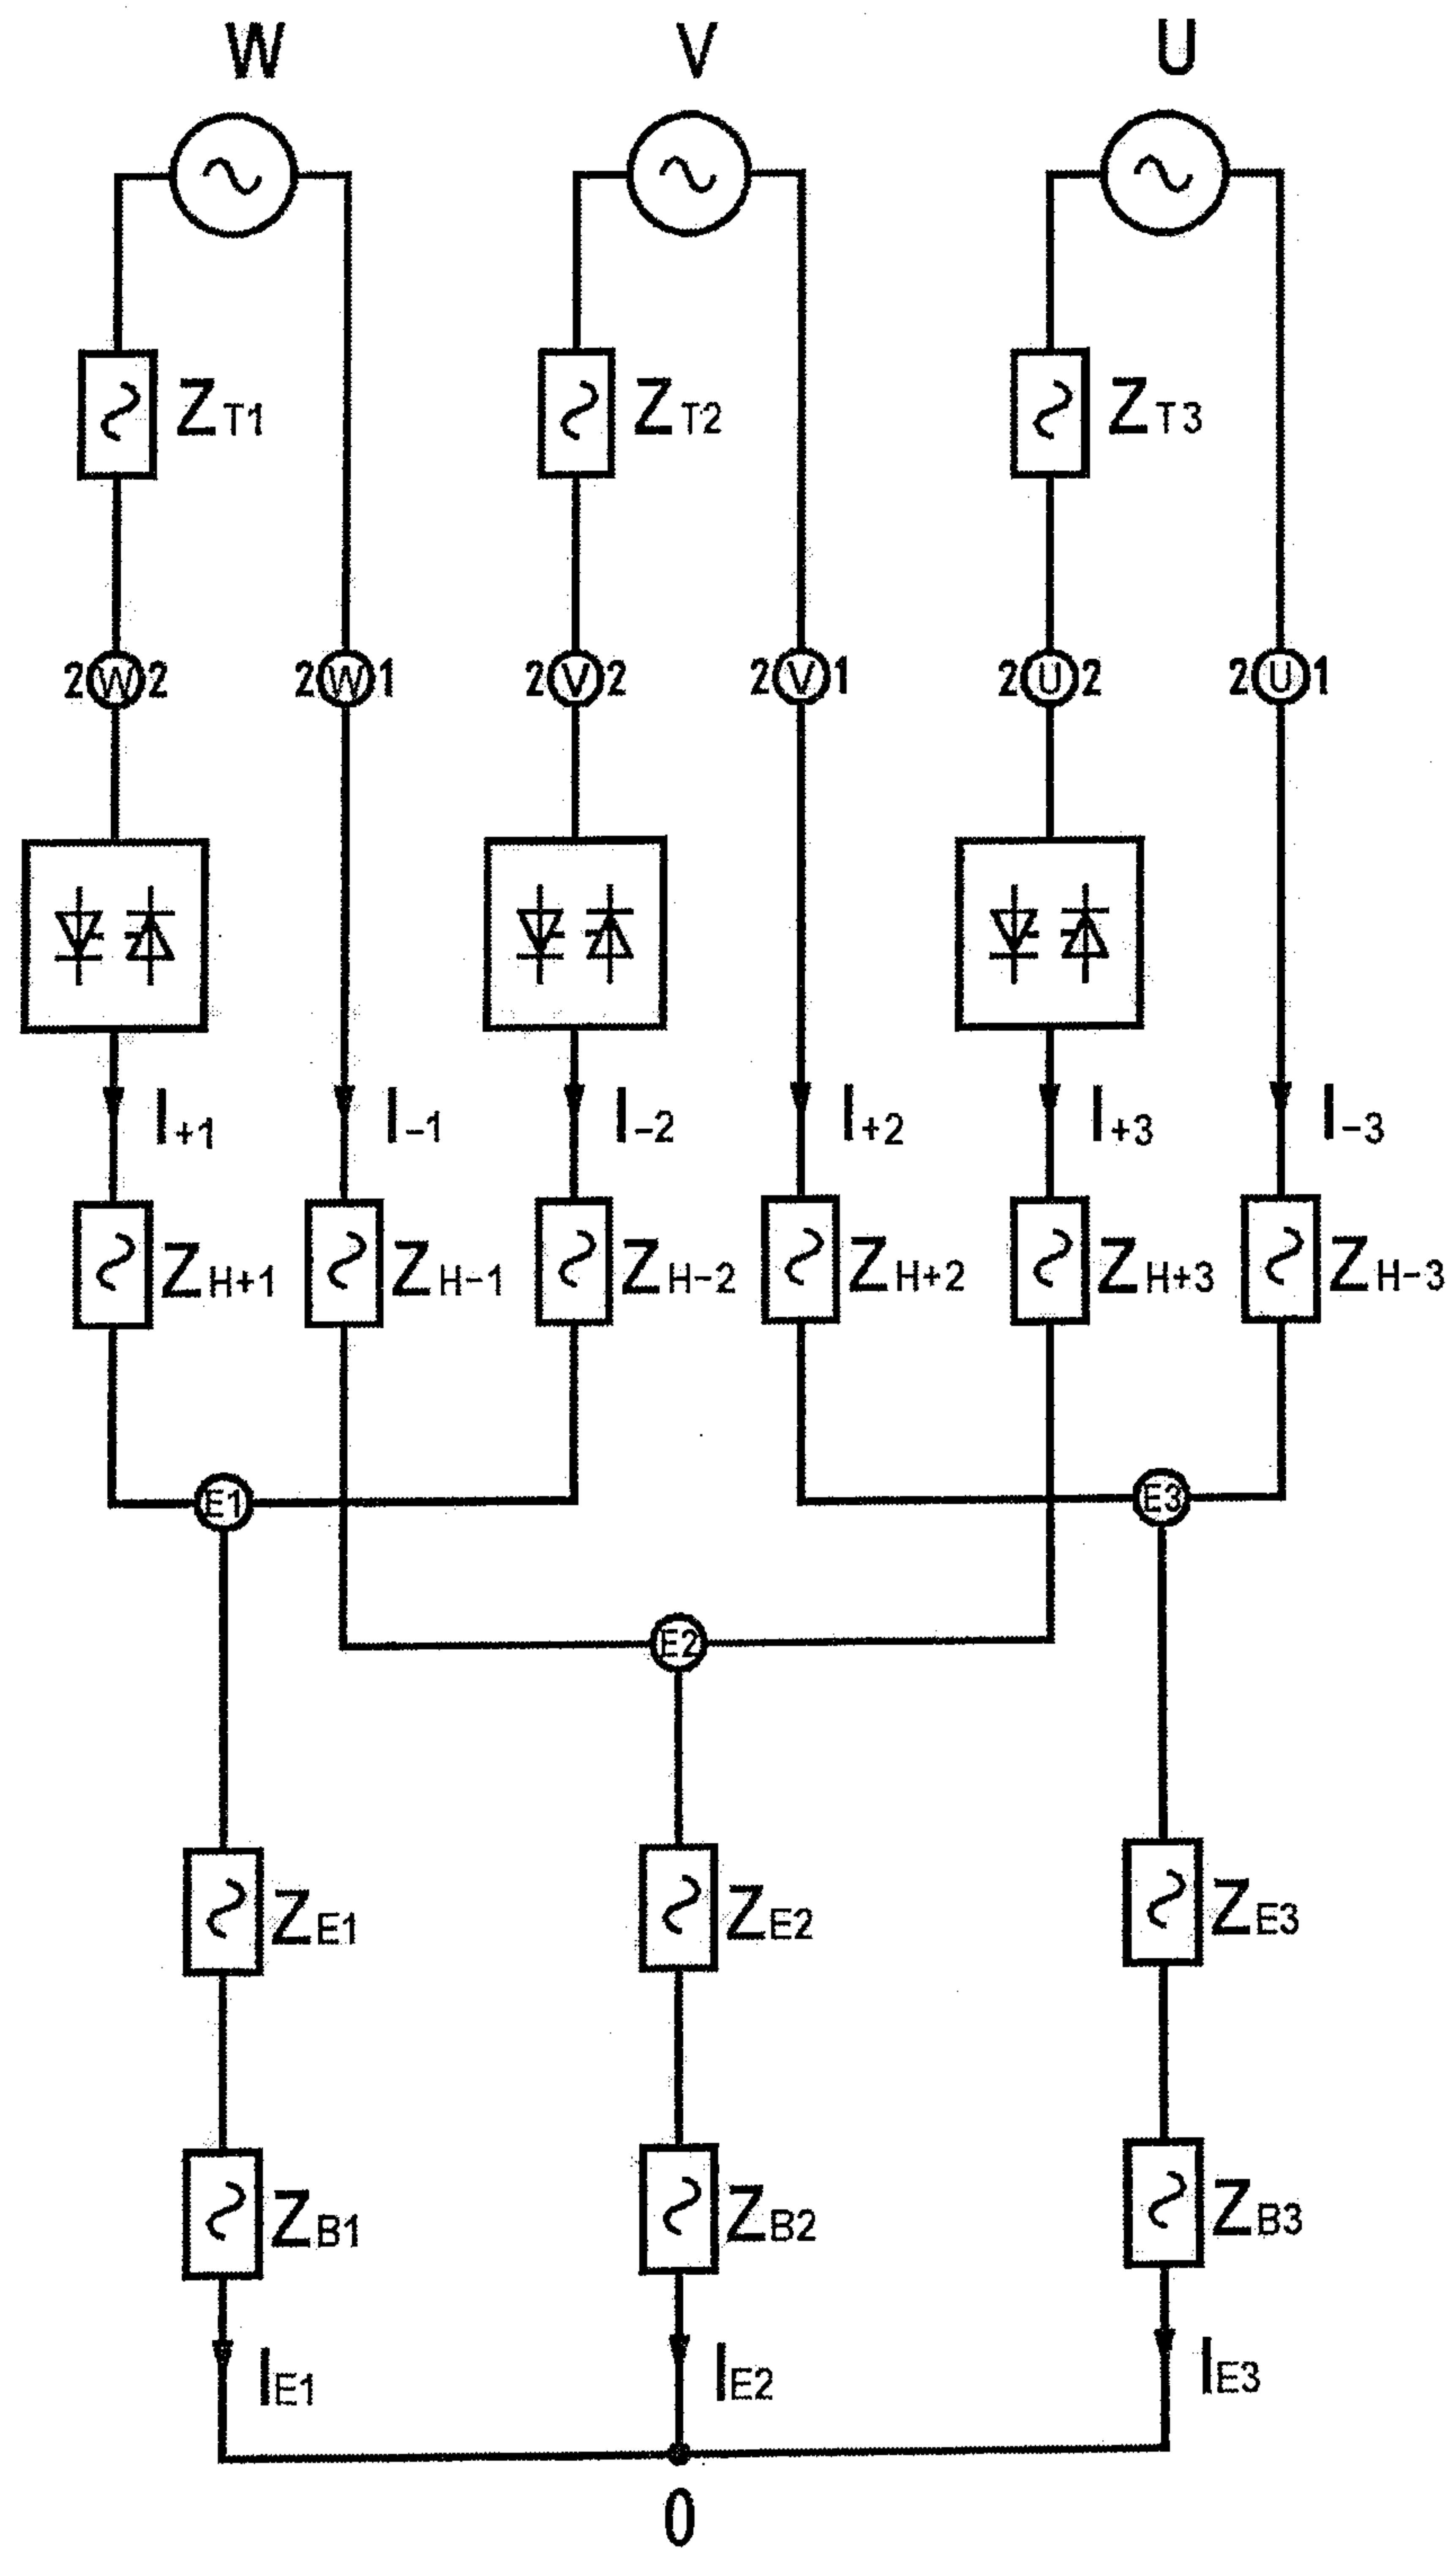 W V U
ZT1 ZT2 ZT3
2W2 2W1 2V2 2V1 2U2 2U1
I+1 I-1 I-2 I+2 I+3 I-3
ZH+1 ZH-1 ZH-2 ZH+2 ZH+3 ZH-3
E1 E3
E2
ZE1 ZE2 ZE3
ZB1 ZB2 ZB3
IE1 IE2 IE3
0